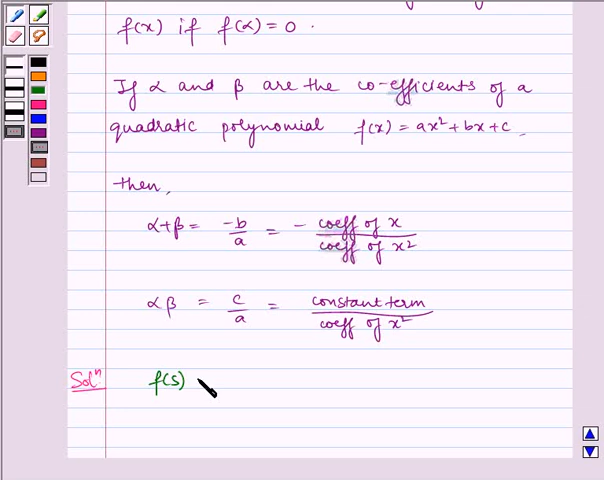 f(x) if f(α)=0.
If α and β are the co-efficients of a
quadratic polynomial f(x) = ax²+bx+c.
then,
α+β = -b/a = - coeff of x/coeff of x²
αβ = c/a = constant term/coeff of x²
Solⁿ f(s)